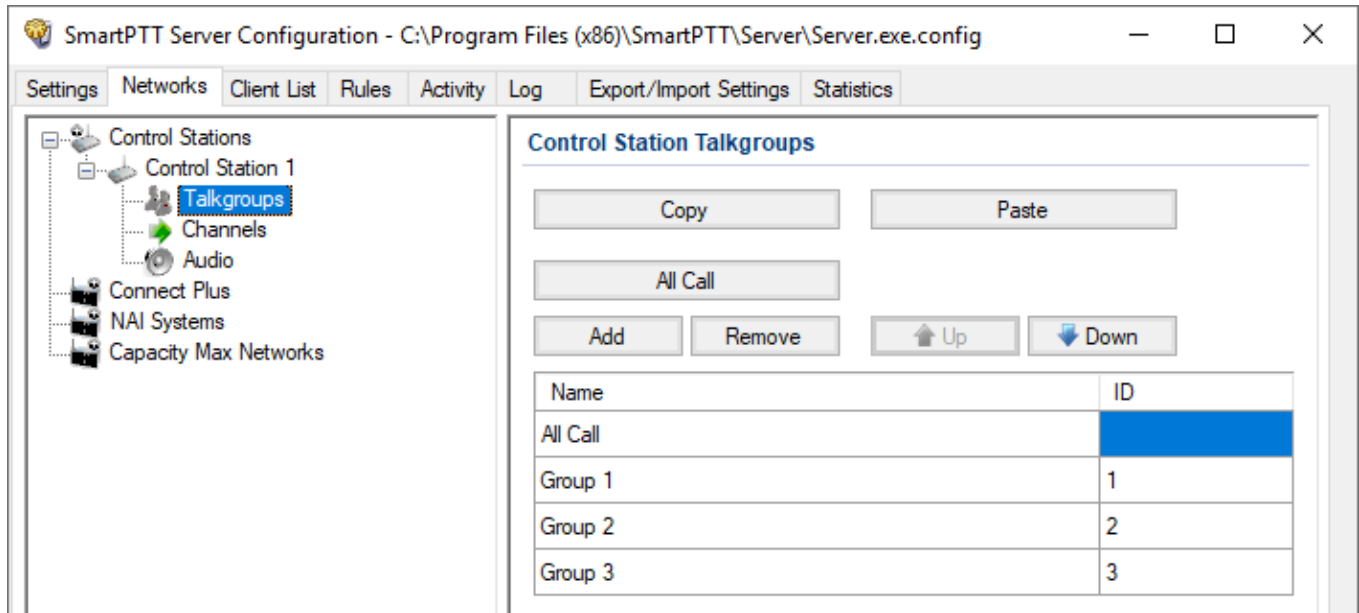 SmartPTT Server Configuration - C:\Program Files (x86)\SmartPTT\Server\Server.exe.config
Settings Networks Client List Rules Activity Log Export/Import Settings Statistics
Control Stations
Control Station 1
Talkgroups
Channels
Audio
Connect Plus
NAI Systems
Capacity Max Networks
Control Station Talkgroups
Copy Paste
All Call
Add Remove Up Down
Name ID
All Call
Group 1 1
Group 2 2
Group 3 3